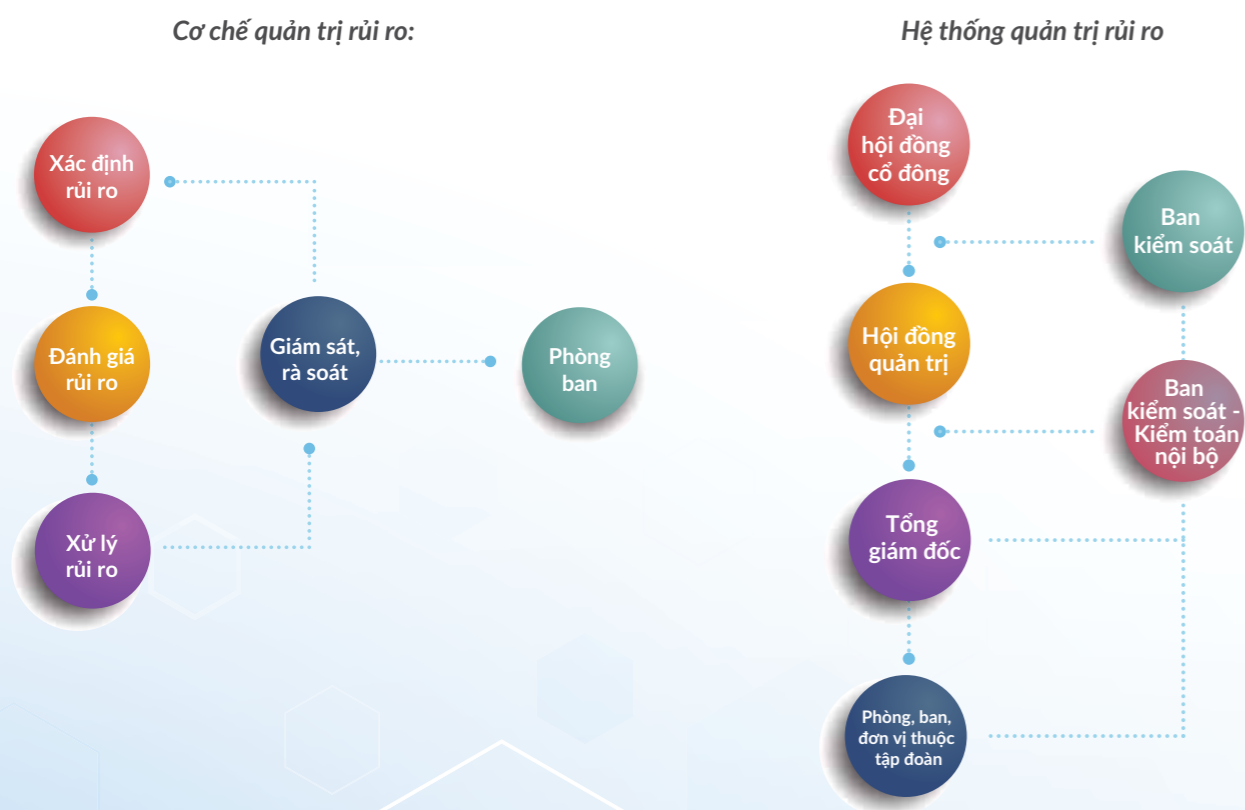 Cơ chế quản trị rủi ro:
Xác định
rủi ro
Đánh giá
rủi ro
Xử lý
rủi ro
Giám sát,
rà soát
Phòng
ban
Hệ thống quản trị rủi ro
Đại
hội đồng
cổ đông
Ban
kiểm soát
Hội đồng
quản trị
Ban
kiểm soát -
Kiểm toán
nội bộ
Tổng
giám đốc
Phòng, ban,
đơn vị thuộc
tập đoàn